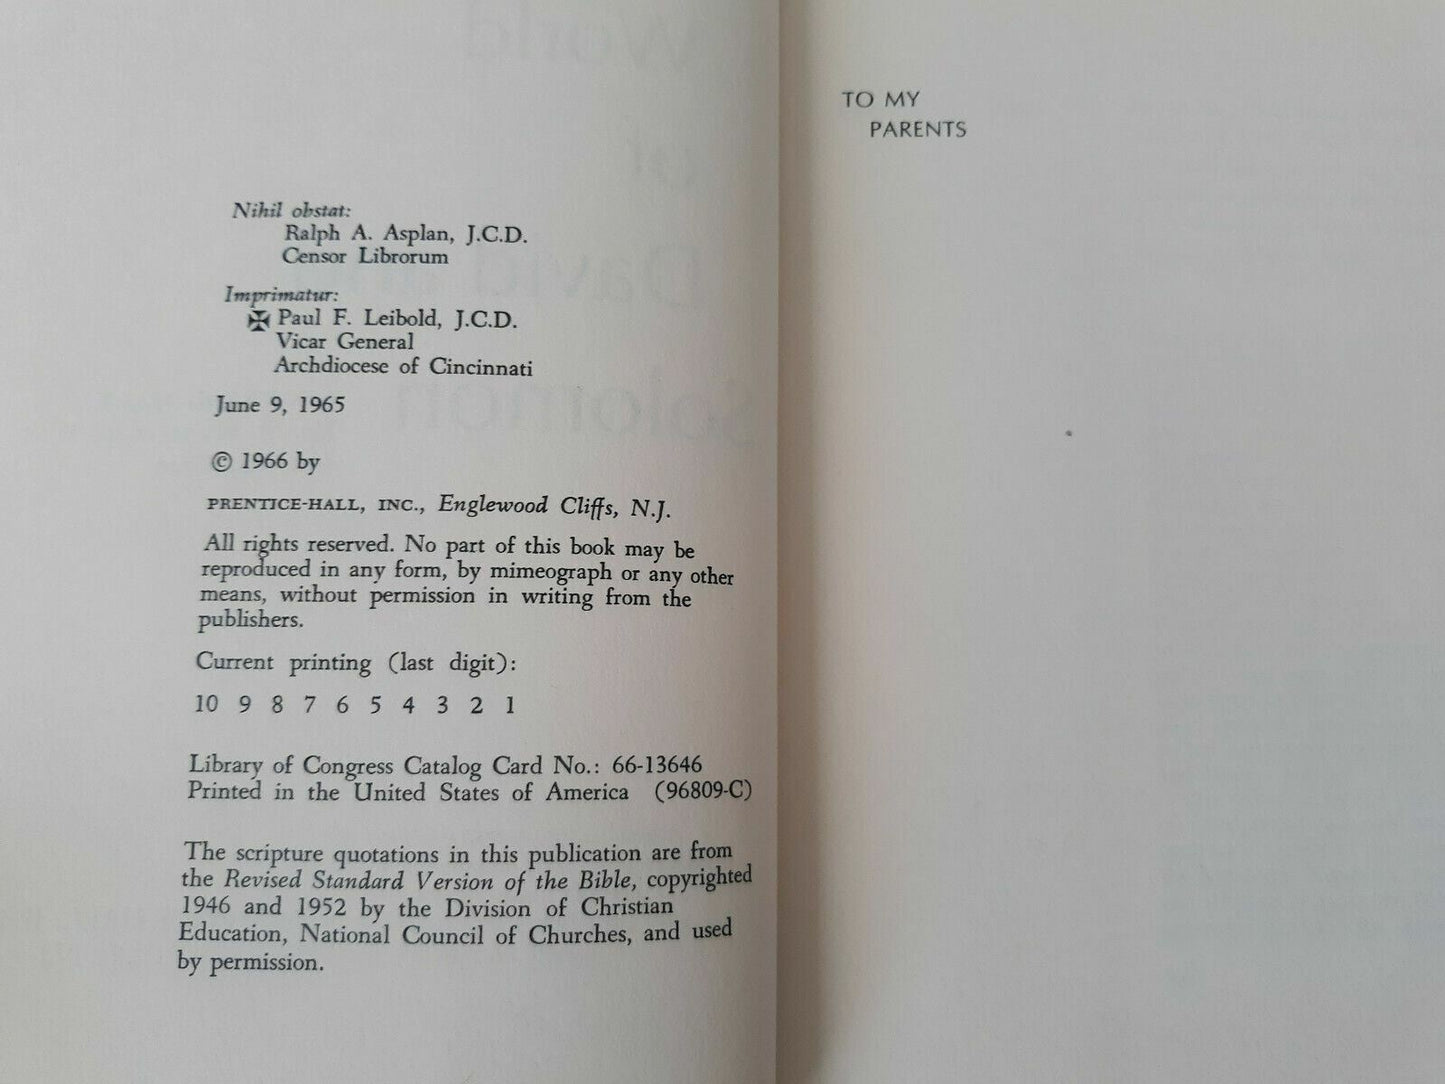 Nihil obstat:
Ralph A. Asplan, J.C.D.
Censor Librorum
Imprimatur:
✠ Paul F. Leibold, J.C.D.
Vicar General
Archdiocese of Cincinnati
June 9, 1965
© 1966 by
PRENTICE-HALL, INC., Englewood Cliffs, N.J.
All rights reserved. No part of this book may be
reproduced in any form, by mimeograph or any other
means, without permission in writing from the
publishers.
Current printing (last digit):
10 9 8 7 6 5 4 3 2 1
Library of Congress Catalog Card No.: 66-13646
Printed in the United States of America (96809-C)
The scripture quotations in this publication are from
the Revised Standard Version of the Bible, copyrighted
1946 and 1952 by the Division of Christian
Education, National Council of Churches, and used
by permission.
TO MY
PARENTS